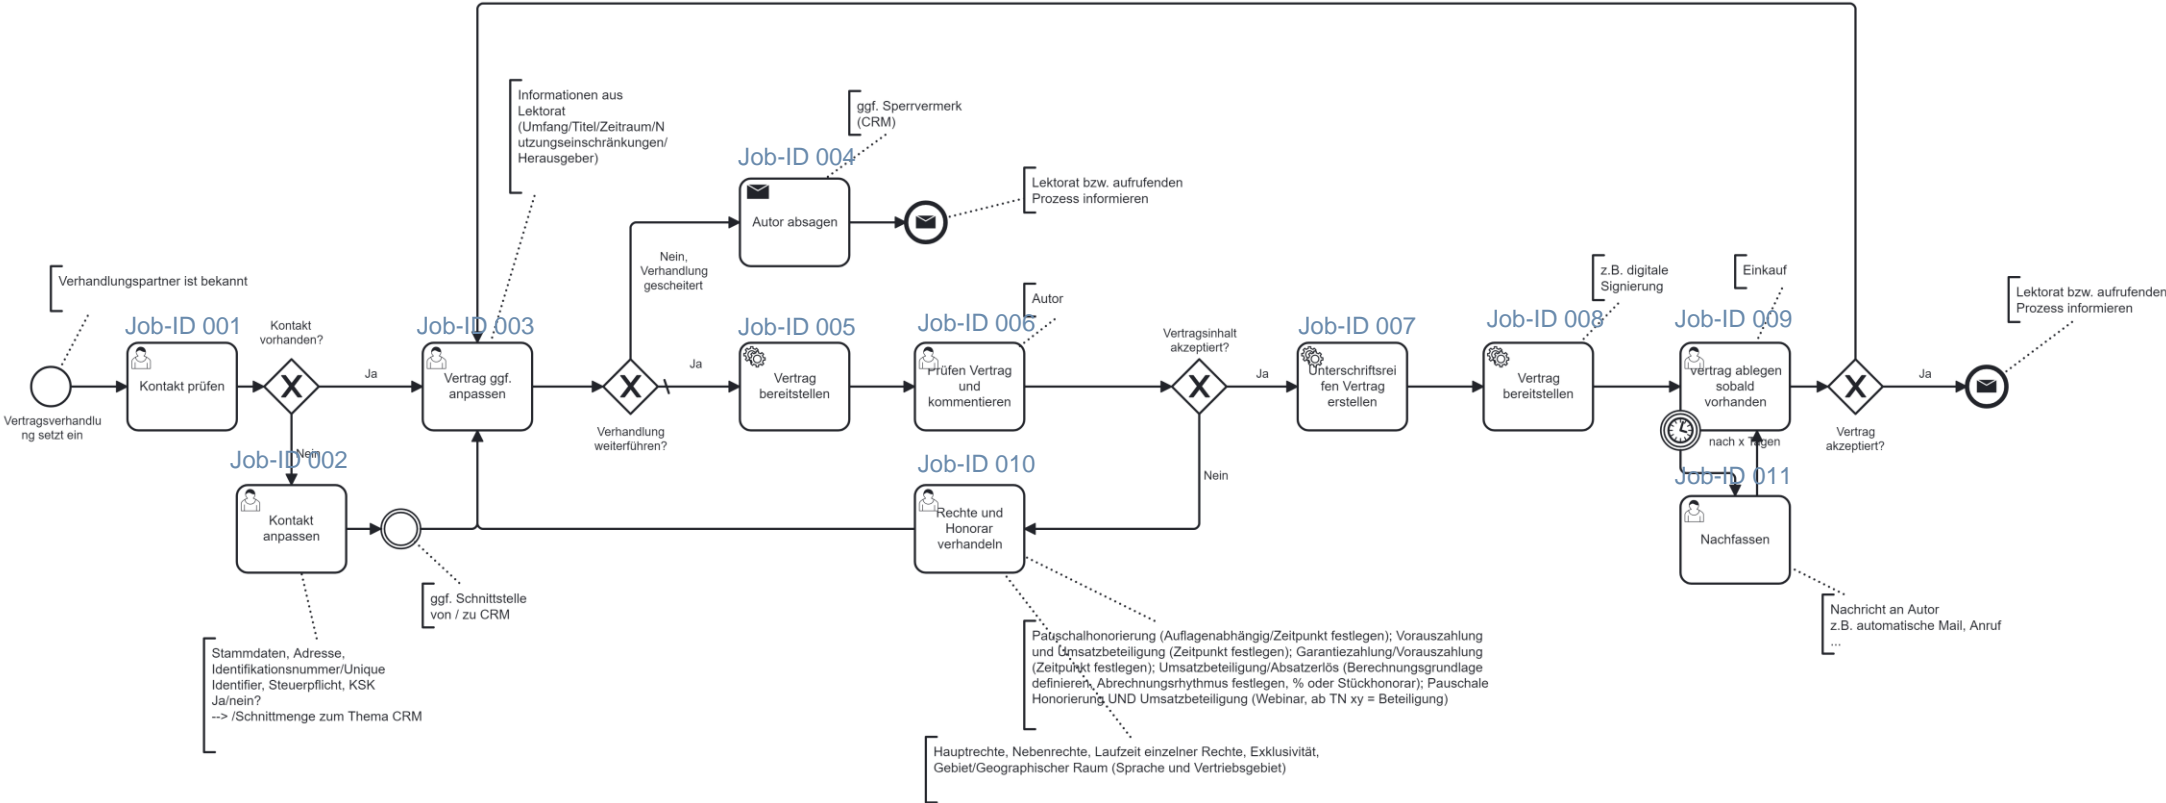 Informationen aus
Lektorat
(Umfang/Titel/Zeitraum/N
utzungseinschränkungen/
Herausgeber)
ggf. Sperrvermerk
(CRM)
Job-ID 004
Autor absagen
Lektorat bzw. aufrufenden
Prozess informieren
Nein,
Verhandlung
gescheitert
Verhandlungspartner ist bekannt
Vertragsverhandlu
ng setzt ein
Job-ID 001
Kontakt prüfen
Kontakt
vorhanden?
Ja
Nein
Job-ID 002
Kontakt
anpassen
Stammdaten, Adresse,
Identifikationsnummer/Unique
Identifier, Steuerpflicht, KSK
Ja/nein?
--> /Schnittmenge zum Thema CRM
ggf. Schnittstelle
von / zu CRM
Job-ID 003
Vertrag ggf.
anpassen
Verhandlung
weiterführen?
Ja
Job-ID 005
Vertrag
bereitstellen
Autor
Job-ID 006
Prüfen Vertrag
und
kommentieren
Vertragsinhalt
akzeptiert?
Ja
Nein
Job-ID 010
Rechte und
Honorar
verhandeln
Pauschalhonorierung (Auflagenabhängig/Zeitpunkt festlegen); Vorauszahlung
und Umsatzbeteiligung (Zeitpunkt festlegen); Garantiezahlung/Vorauszahlung
(Zeitpunkt festlegen); Umsatzbeteiligung/Absatzerlös (Berechnungsgrundlage
definieren, Abrechnungsrhythmus festlegen, % oder Stückhonorar); Pauschale
Honorierung UND Umsatzbeteiligung (Webinar, ab TN xy = Beteiligung)
Hauptrechte, Nebenrechte, Laufzeit einzelner Rechte, Exklusivität,
Gebiet/Geographischer Raum (Sprache und Vertriebsgebiet)
Job-ID 007
Unterschriftsrei
fen Vertrag
erstellen
z.B. digitale
Signierung
Job-ID 008
Vertrag
bereitstellen
Einkauf
Job-ID 009
Vertrag ablegen
sobald
vorhanden
nach x Tagen
Job-ID 011
Nachfassen
Nachricht an Autor
z.B. automatische Mail, Anruf
...
Vertrag
akzeptiert?
Ja
Lektorat bzw. aufrufenden
Prozess informieren